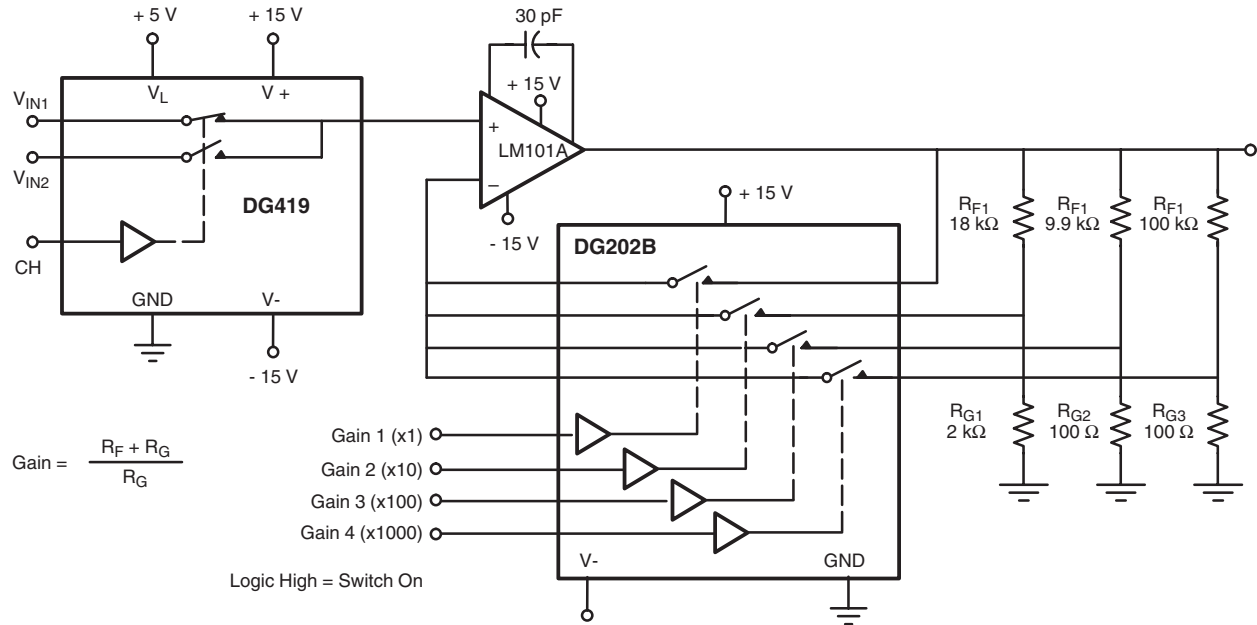 30 pF
+ 5 V
+ 15 V
V_L
V +
V_IN1
V_IN2
CH
DG419
GND
V-
- 15 V
+ 15 V
+
LM101A
–
- 15 V
+ 15 V
DG202B
R_F1
18 kΩ
R_F1
9.9 kΩ
R_F1
100 kΩ
R_G1
2 kΩ
R_G2
100 Ω
R_G3
100 Ω
Gain = R_F + R_G / R_G
Gain 1 (x1)
Gain 2 (x10)
Gain 3 (x100)
Gain 4 (x1000)
V-
GND
Logic High = Switch On